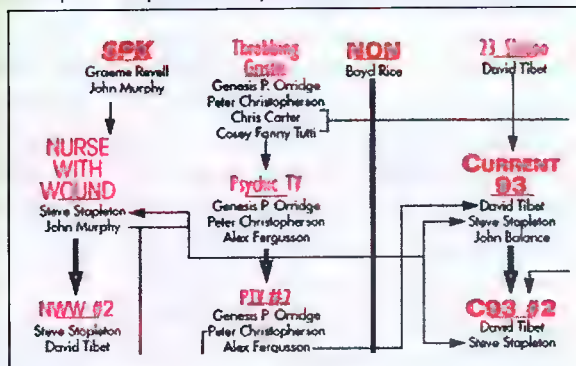 SPK
Graeme Revell
John Murphy
NURSE
WITH
WOUND
Steve Stapleton
John Murphy
NWW #2
Steve Stapleton
David Tibet
Throbbing
Gristle
Genesis P. Orridge
Peter Christopherson
Chris Carter
Cosey Fanny Tutti
Psychic TV
Genesis P. Orridge
Peter Christopherson
Alex Fergusson
PTV #2
Genesis P. Orridge
Peter Christopherson
Alex Fergusson
NON
Boyd Rice
23
David Tibet
CURRENT
93
David Tibet
Steve Stapleton
John Balance
C93 #2
David Tibet
Steve Stapleton